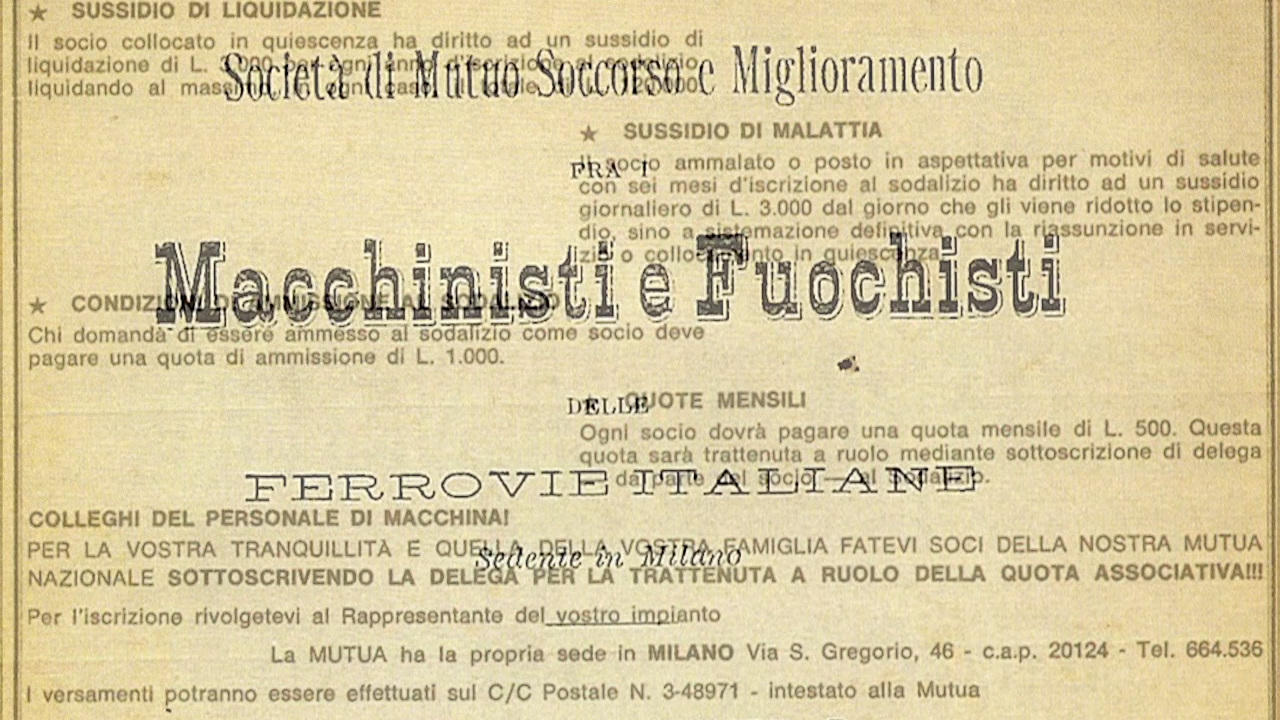 ★ SUSSIDIO DI LIQUIDAZIONE
Il socio collocato in quiescenza ha diritto ad un sussidio di
liquidazione di L. 3.000 per ogni anno d'iscrizione al sodalizio
liquidando al massimo in ogni caso totale di L. 120.000.
Società di Mutuo Soccorso e Miglioramento
★ SUSSIDIO DI MALATTIA
Il socio ammalato o posto in aspettativa per motivi di salute
con sei mesi d'iscrizione al sodalizio ha diritto ad un sussidio
giornaliero di L. 3.000 dal giorno che gli viene ridotto lo stipen-
dio, sino a sistemazione definitiva con la riassunzione in servi-
zio o collocamento in quiescenza
FRA I
Macchinisti e Fuochisti
★ CONDIZIONI DI AMMISSIONE AL SODALIZIO
Chi domanda di essere ammesso al sodalizio come socio deve
pagare una quota di ammissione di L. 1.000.
★ QUOTE MENSILI
Ogni socio dovrà pagare una quota mensile di L. 500. Questa
quota sarà trattenuta a ruolo mediante sottoscrizione di delega
- da parte del socio - al Sodalizio.
DELLE
FERROVIE ITALIANE
Sedente in Milano
COLLEGHI DEL PERSONALE DI MACCHINA!
PER LA VOSTRA TRANQUILLITÀ E QUELLA DELLA VOSTRA FAMIGLIA FATEVI SOCI DELLA NOSTRA MUTUA
NAZIONALE SOTTOSCRIVENDO LA DELEGA PER LA TRATTENUTA A RUOLO DELLA QUOTA ASSOCIATIVA!!!
Per l'iscrizione rivolgetevi al Rappresentante del vostro impianto
La MUTUA ha la propria sede in MILANO Via S. Gregorio, 46 - c.a.p. 20124 - Tel. 664.536
I versamenti potranno essere effettuati sul C/C Postale N. 3-48971 - intestato alla Mutua